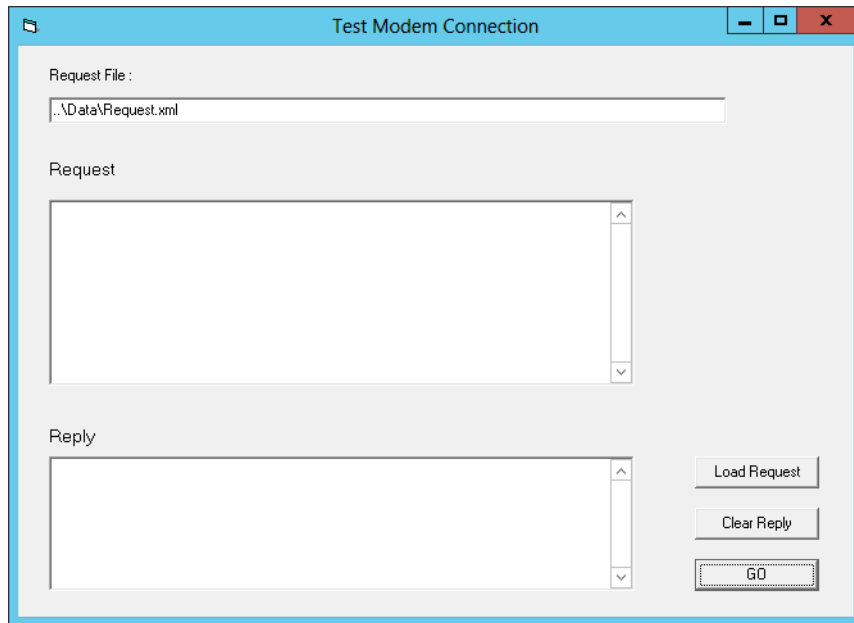 Test Modem Connection
Request File :
..\Data\Request.xml
Request
Reply
Load Request
Clear Reply
GO